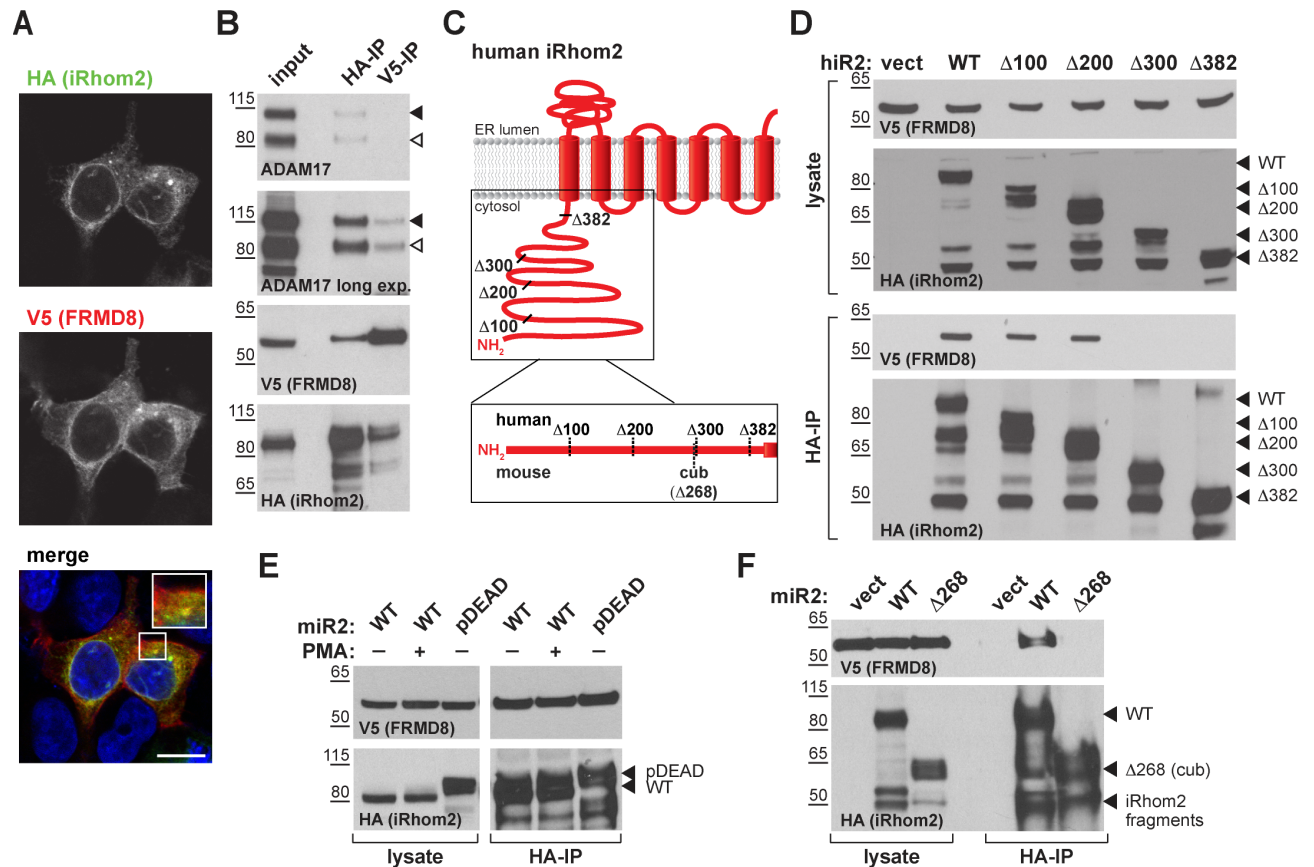 A
HA (iRhom2)
V5 (FRMD8)
merge
B
input
HA-IP
V5-IP
115
80
ADAM17
115
80
ADAM17 long exp.
65
50
V5 (FRMD8)
115
80
65
HA (iRhom2)
C
human iRhom2
ER lumen
cytosol
Δ382
Δ300
Δ200
Δ100
NH2
human
Δ100 Δ200 Δ300 Δ382
NH2
mouse
cub
(Δ268)
D
hiR2: vect WT Δ100 Δ200 Δ300 Δ382
lysate
65
50
V5 (FRMD8)
80
65
50
HA (iRhom2)
WT
Δ100
Δ200
Δ300
Δ382
HA-IP
65
50
V5 (FRMD8)
80
65
50
HA (iRhom2)
WT
Δ100
Δ200
Δ300
Δ382
E
miR2: WT WT pDEAD WT WT pDEAD
PMA: – + – – + –
65
50
V5 (FRMD8)
115
80
HA (iRhom2)
pDEAD
WT
lysate HA-IP
F
miR2: vect WT Δ268 vect WT Δ268
65
50
V5 (FRMD8)
115
80
65
50
HA (iRhom2)
WT
Δ268 (cub)
iRhom2
fragments
lysate HA-IP